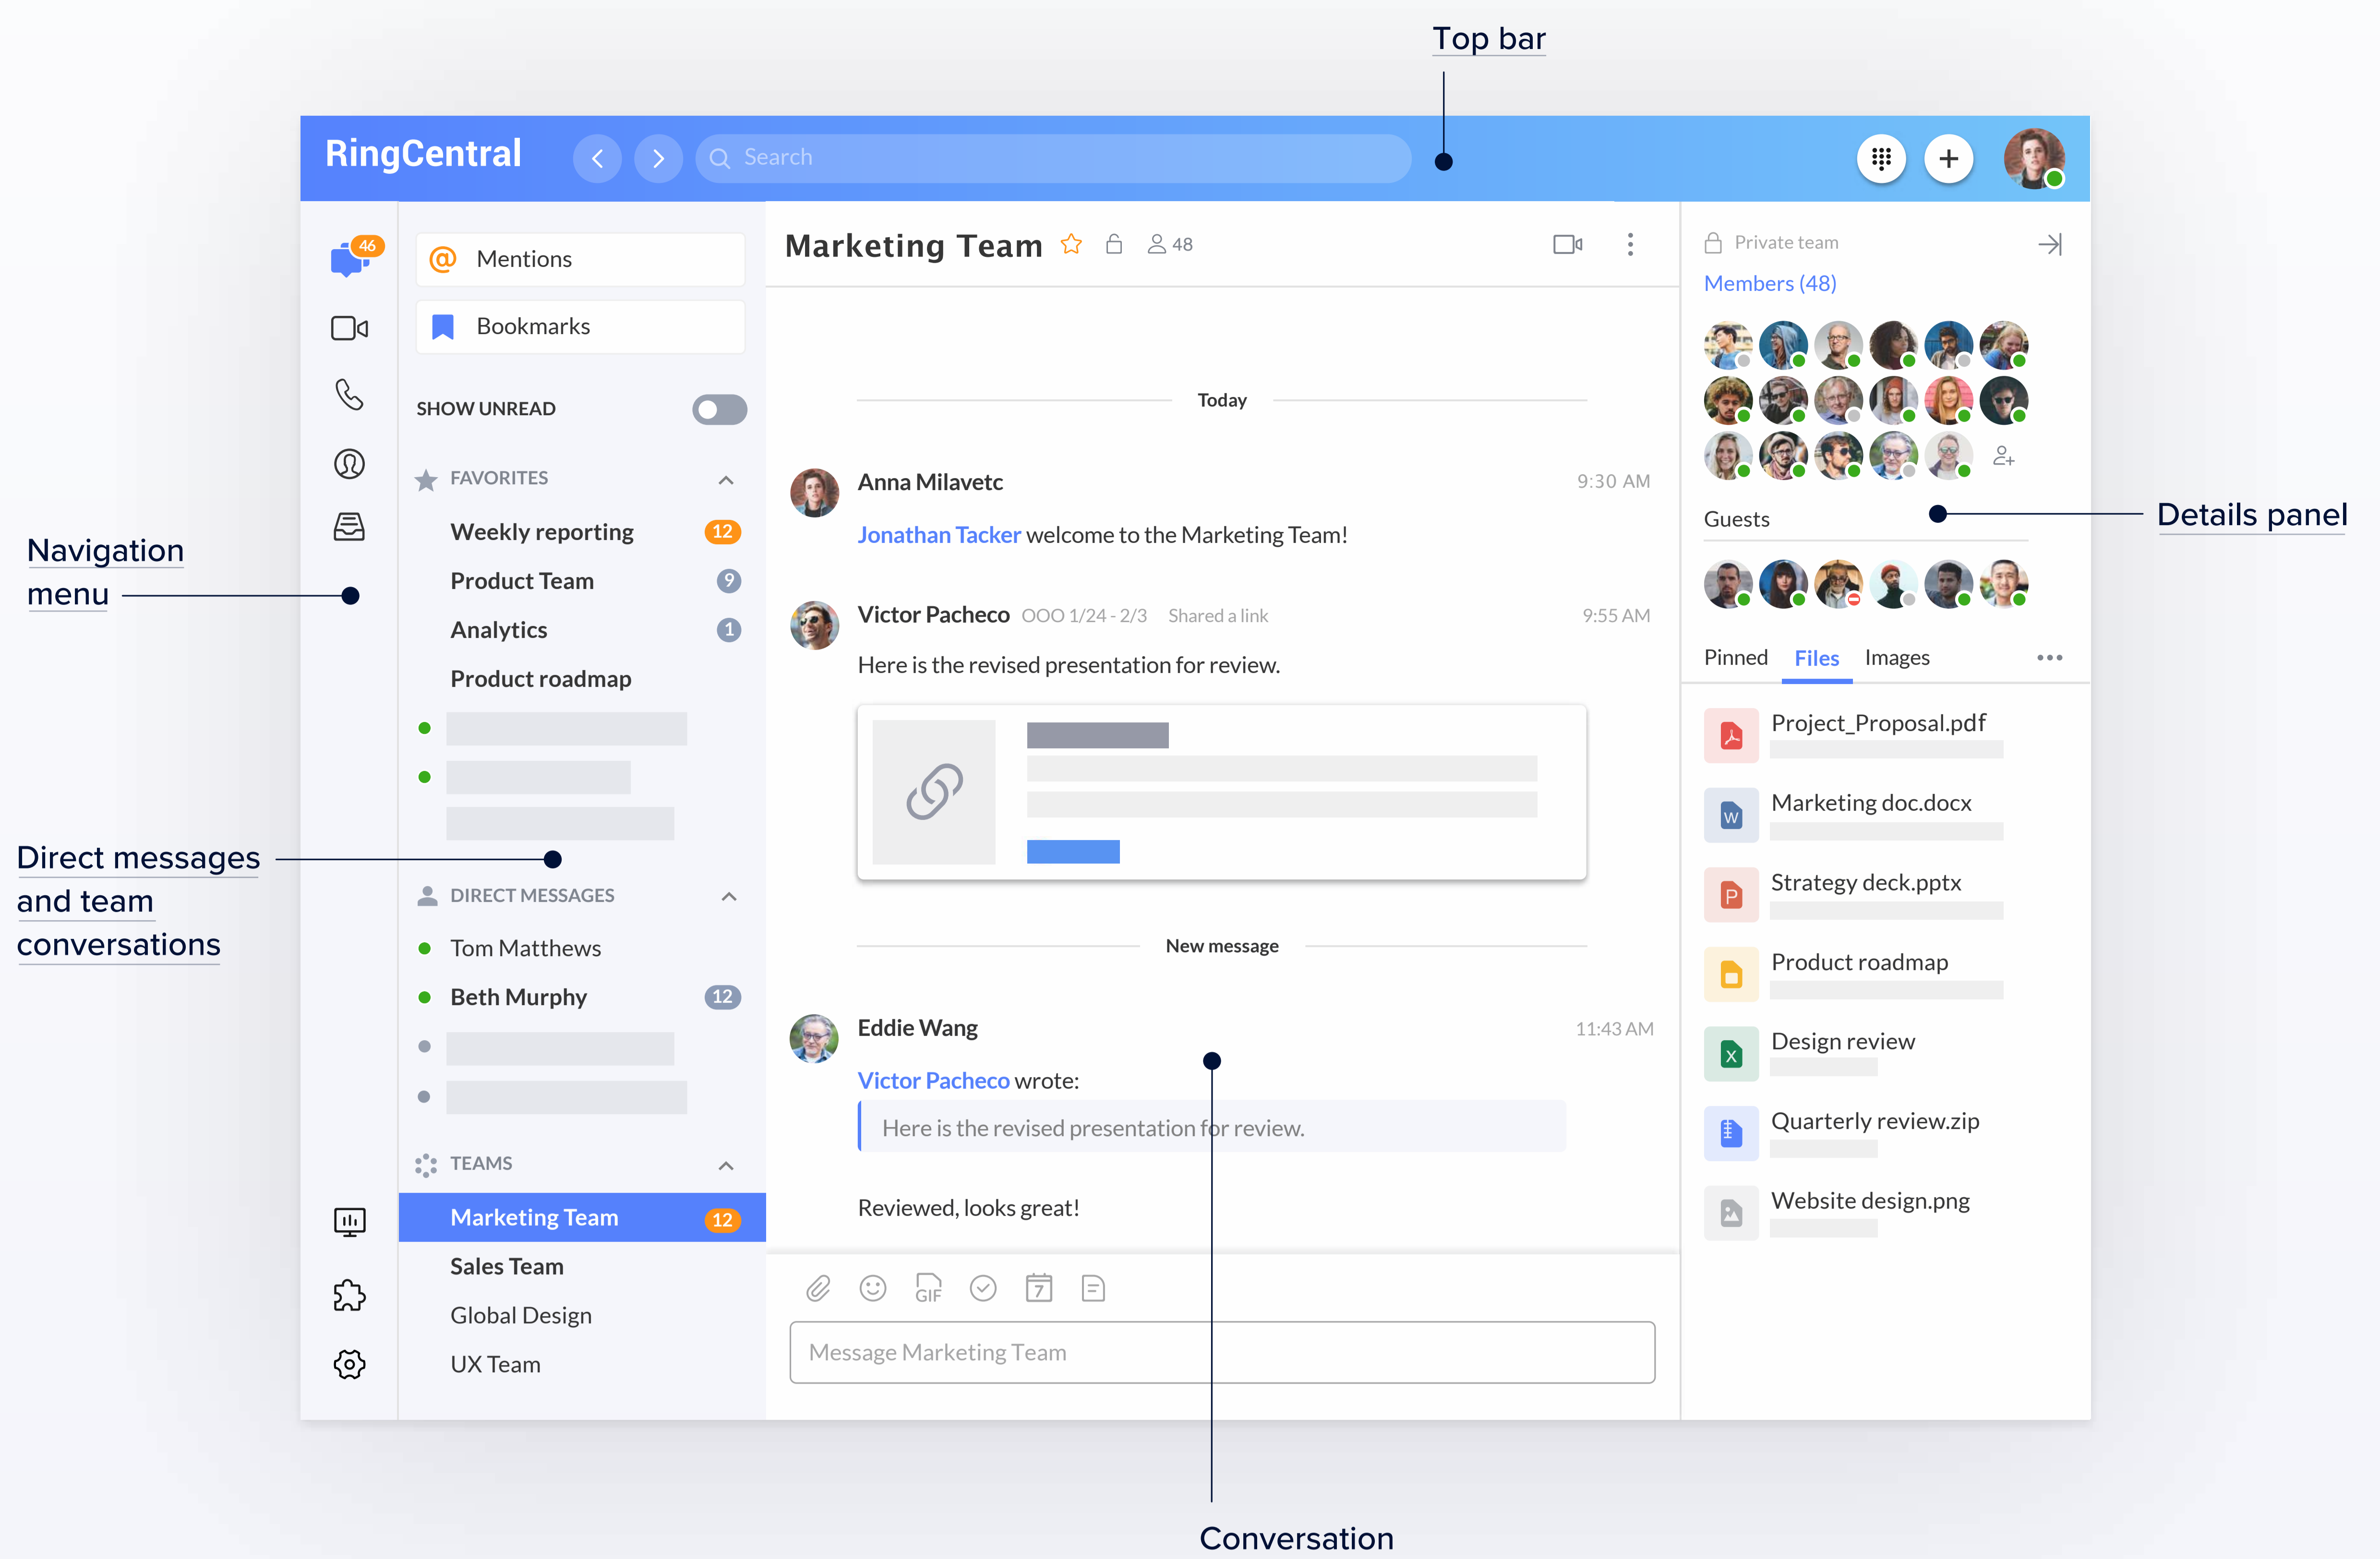 Top bar
RingCentral
Search
46
Mentions
Bookmarks
SHOW UNREAD
FAVORITES
Weekly reporting 12
Product Team 9
Analytics 1
Product roadmap
DIRECT MESSAGES
Tom Matthews
Beth Murphy 12
TEAMS
Marketing Team 12
Sales Team
Global Design
UX Team
Navigation
menu
Direct messages
and team
conversations
Marketing Team 48
Today
Anna Milavetc 9:30 AM
Jonathan Tacker welcome to the Marketing Team!
Victor Pacheco OOO 1/24 - 2/3 Shared a link 9:55 AM
Here is the revised presentation for review.
New message
Eddie Wang 11:43 AM
Victor Pacheco wrote:
Here is the revised presentation for review.
Reviewed, looks great!
GIF 7
Message Marketing Team
Private team
Members (48)
Guests
Pinned Files Images
Project_Proposal.pdf
W Marketing doc.docx
P Strategy deck.pptx
Product roadmap
X Design review
Quarterly review.zip
Website design.png
Details panel
Conversation